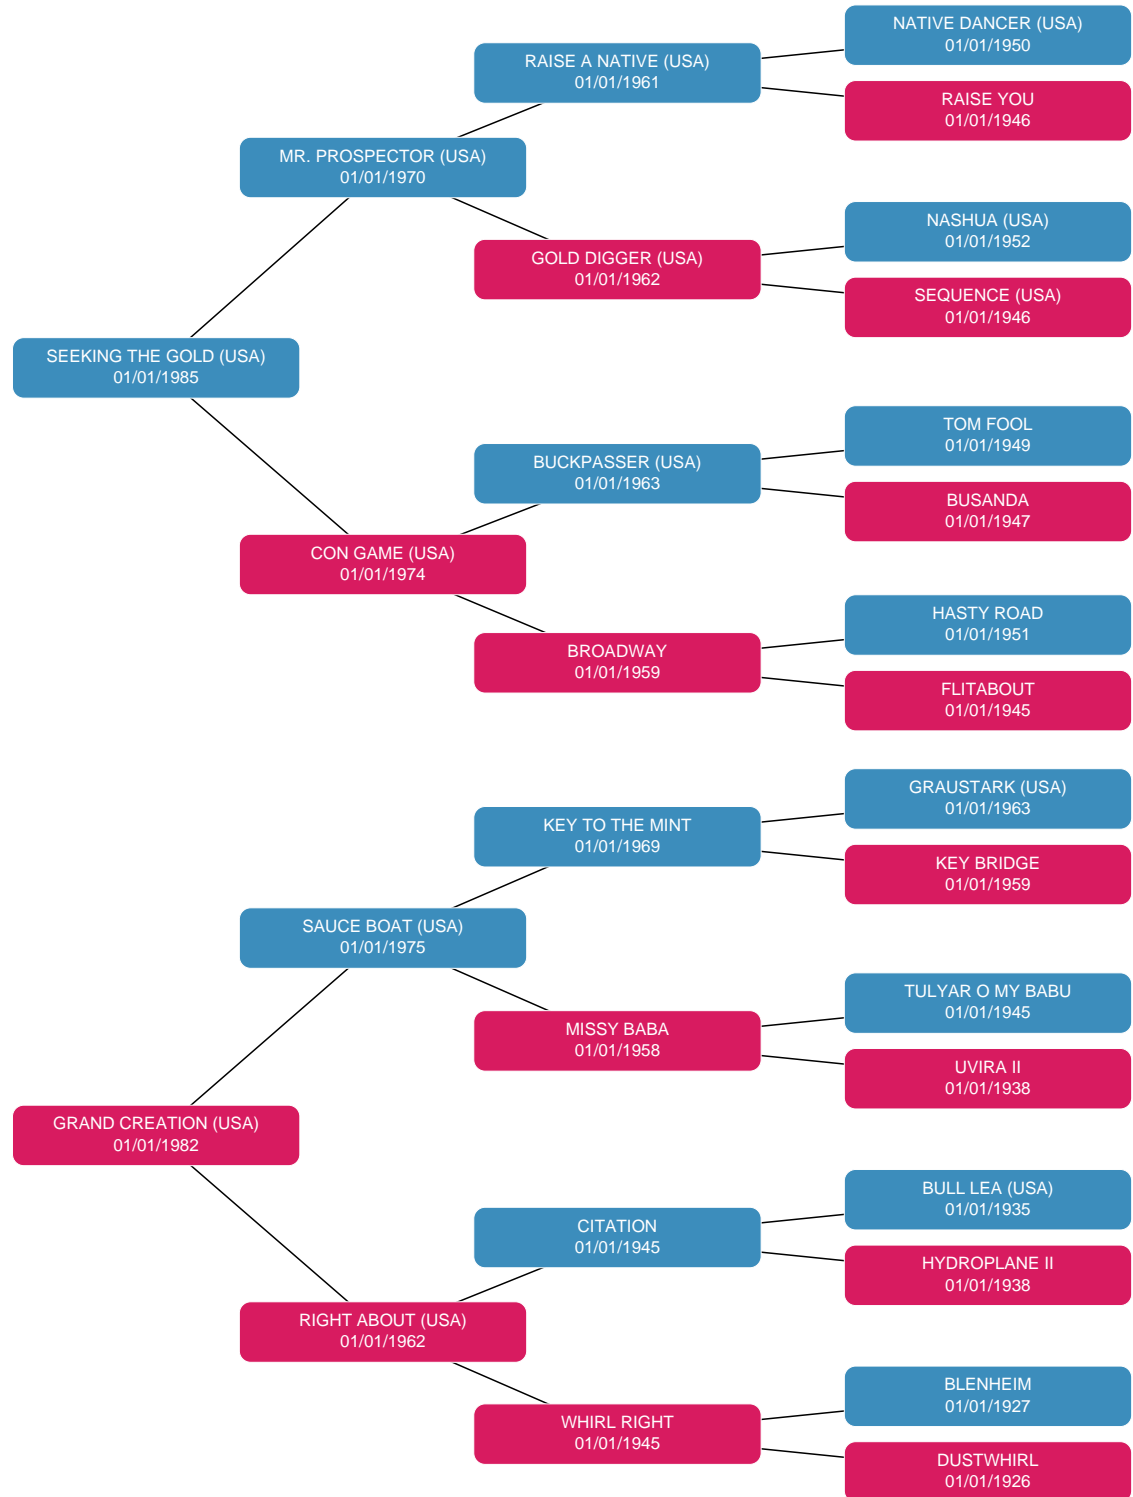 NATIVE DANCER (USA)
01/01/1950
RAISE A NATIVE (USA)
01/01/1961
RAISE YOU
01/01/1946
MR. PROSPECTOR (USA)
01/01/1970
NASHUA (USA)
01/01/1952
GOLD DIGGER (USA)
01/01/1962
SEQUENCE (USA)
01/01/1946
SEEKING THE GOLD (USA)
01/01/1985
TOM FOOL
01/01/1949
BUCKPASSER (USA)
01/01/1963
BUSANDA
01/01/1947
CON GAME (USA)
01/01/1974
HASTY ROAD
01/01/1951
BROADWAY
01/01/1959
FLITABOUT
01/01/1945
GRAUSTARK (USA)
01/01/1963
KEY TO THE MINT
01/01/1969
KEY BRIDGE
01/01/1959
SAUCE BOAT (USA)
01/01/1975
TULYAR O MY BABU
01/01/1945
MISSY BABA
01/01/1958
UVIRA II
01/01/1938
GRAND CREATION (USA)
01/01/1982
BULL LEA (USA)
01/01/1935
CITATION
01/01/1945
HYDROPLANE II
01/01/1938
RIGHT ABOUT (USA)
01/01/1962
BLENHEIM
01/01/1927
WHIRL RIGHT
01/01/1945
DUSTWHIRL
01/01/1926